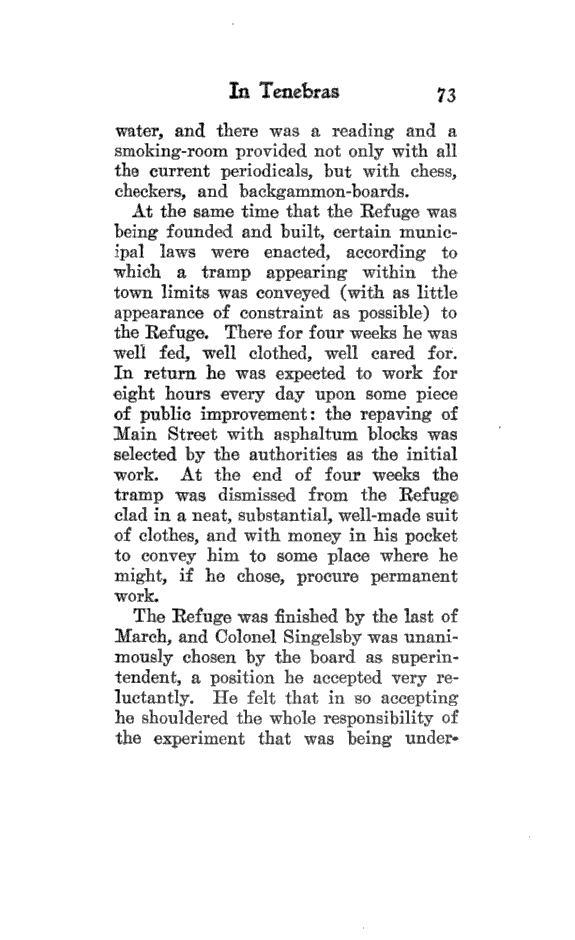 In Tenebras 73
water, and there was a reading and a
smoking-room provided not only with all
the current periodicals, but with chess,
checkers, and backgammon-boards.
At the same time that the Refuge was
being founded and built, certain munic-
ipal laws were enacted, according to
which a tramp appearing within the
town limits was conveyed (with as little
appearance of constraint as possible) to
the Refuge. There for four weeks he was
well fed, well clothed, well cared for.
In return he was expected to work for
eight hours every day upon some piece
of public improvement: the repaving of
Main Street with asphaltum blocks was
selected by the authorities as the initial
work. At the end of four weeks the
tramp was dismissed from the Refuge
clad in a neat, substantial, well-made suit
of clothes, and with money in his pocket
to convey him to some place where he
might, if he chose, procure permanent
work.
The Refuge was finished by the last of
March, and Colonel Singelsby was unani-
mously chosen by the board as superin-
tendent, a position he accepted very re-
luctantly. He felt that in so accepting
he shouldered the whole responsibility of
the experiment that was being under-